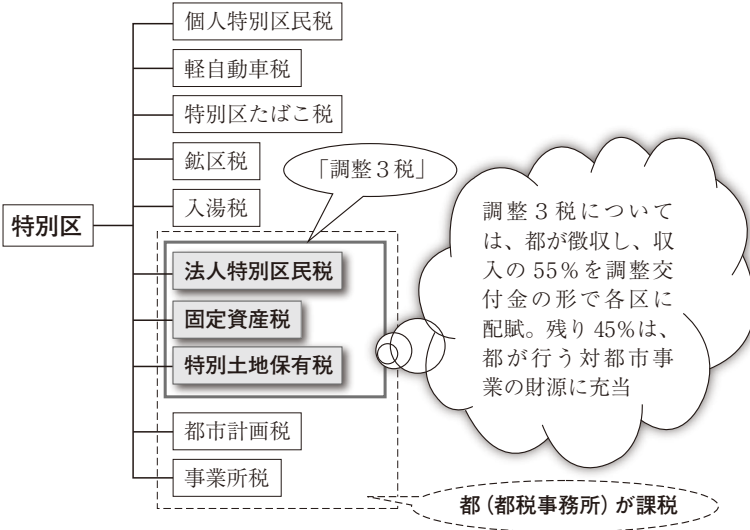 個人特別区民税
軽自動車税
特別区たばこ税
鉱区税
入湯税
「調整3税」
特別区
法人特別区民税
固定資産税
特別土地保有税
調整3税について
は、都が徴収し、収
入の55%を調整交
付金の形で各区に
配賦。残り45%は、
都が行う対都市事
業の財源に充当
都市計画税
事業所税
都(都税事務所)が課税